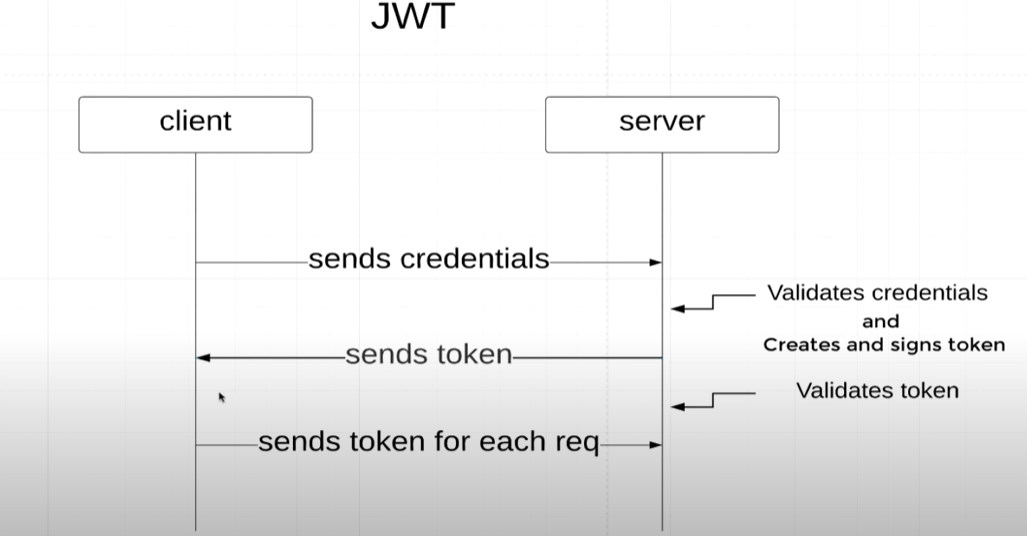 JWT
client
server
sends credentials
Validates credentials
and
Creates and signs token
sends token
Validates token
sends token for each req